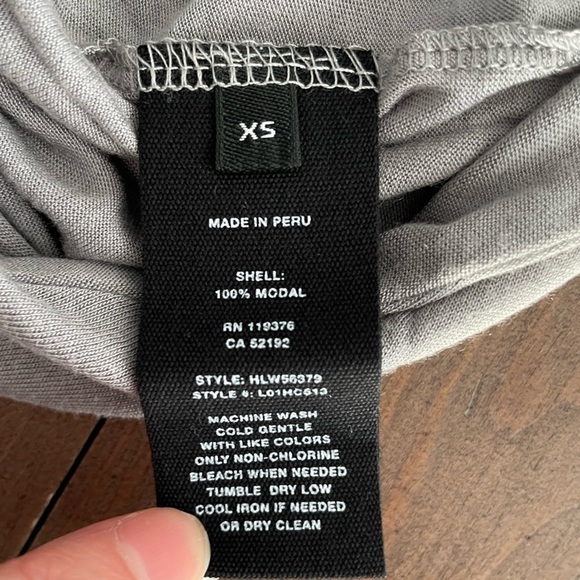 XS
MADE IN PERU
SHELL:
100% MODAL
RN 119376
CA 52192
STYLE: HLW56379
STYLE #: L01HC513
MACHINE WASH
COLD GENTLE
WITH LIKE COLORS
ONLY NON-CHLORINE
BLEACH WHEN NEEDED
TUMBLE DRY LOW
COOL IRON IF NEEDED
OR DRY CLEAN